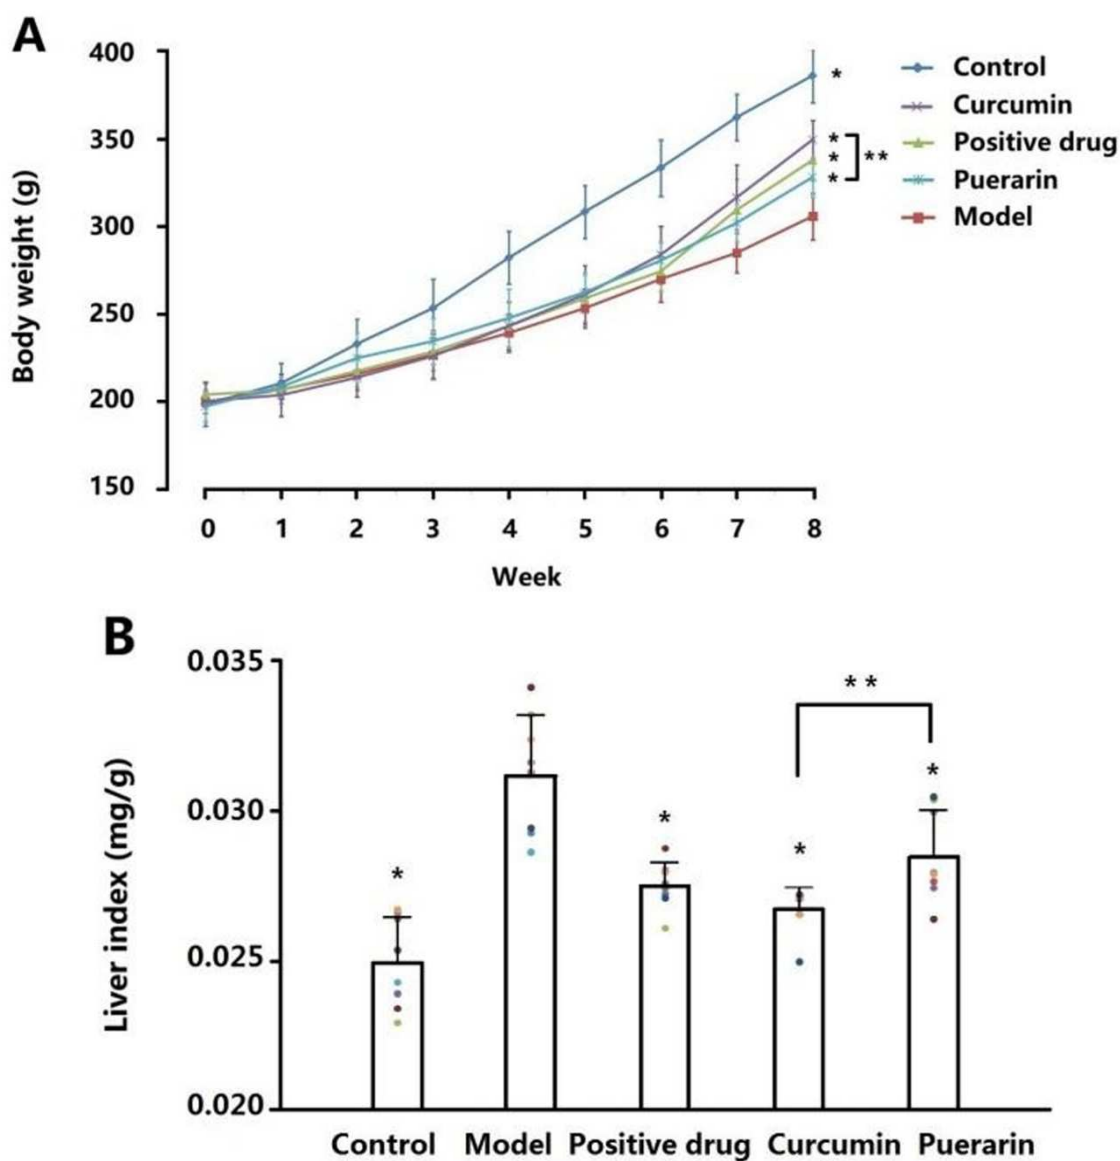 A
400
350
300
250
200
150
Body weight (g)
0 1 2 3 4 5 6 7 8
Week
*
*
*
*
**
Control
Curcumin
Positive drug
Puerarin
Model
B
0.035
0.030
0.025
0.020
Liver index (mg/g)
*
*
*
**
*
Control Model Positive drug Curcumin Puerarin